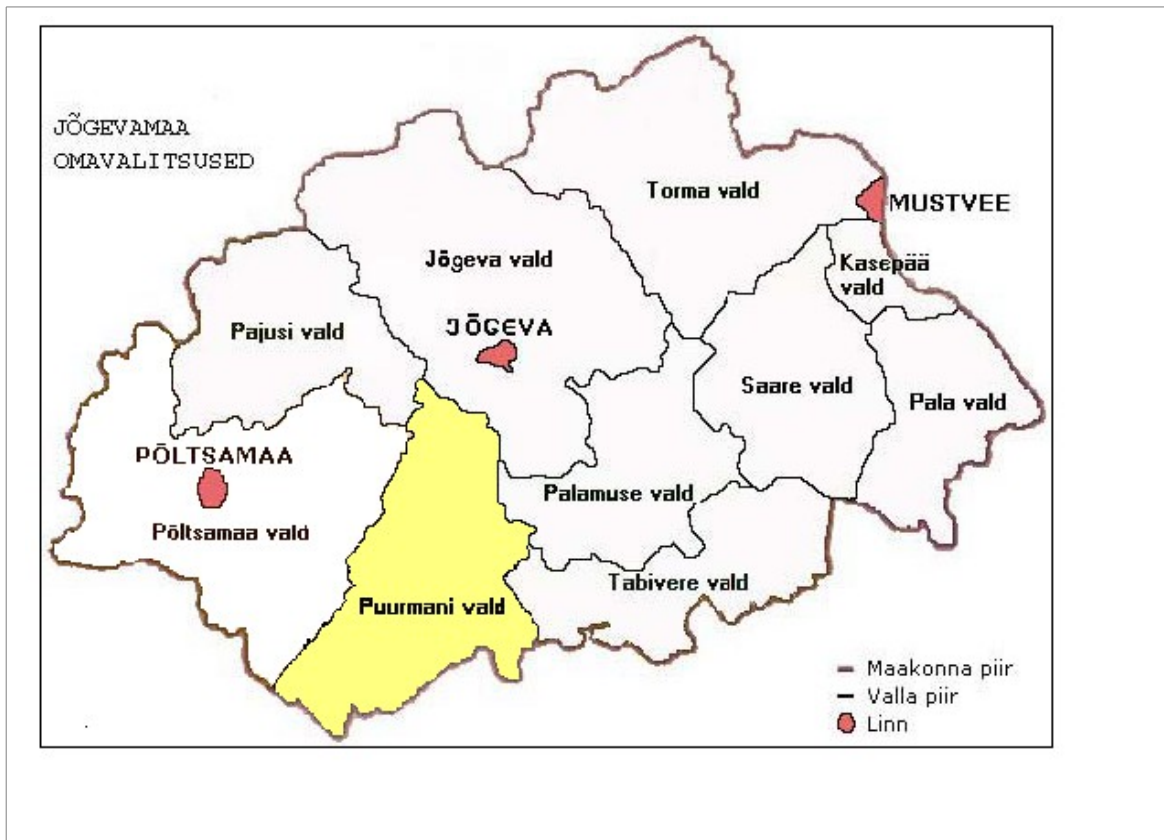 JÕGEVAMAA
OMAVALITSUSED
Torma vald
MUSTVEE
Jõgeva vald
Kasepää
vald
JÕGEVA
Pajusi vald
Saare vald
Pala vald
PÕLTSAMAA
Palamuse vald
Põltsamaa vald
Tabivere vald
Puurmani vald
Maakonna piir
Valla piir
Linn